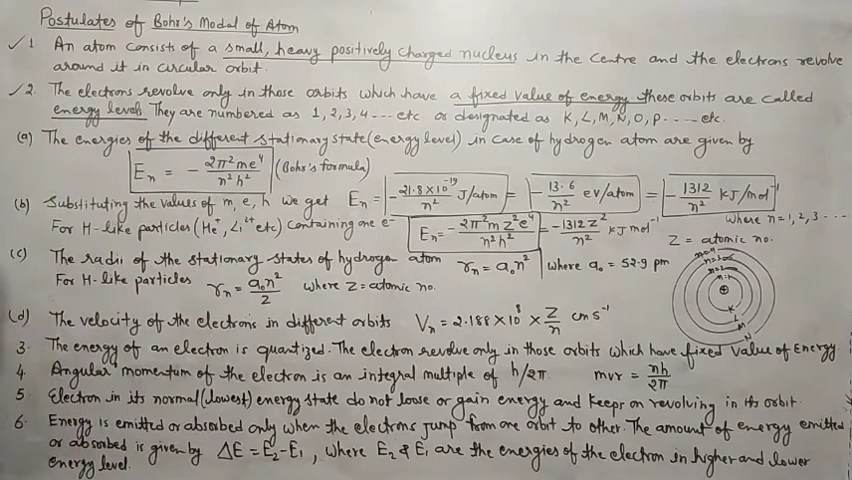 Postulates of Bohr's Modal of Atom
✓ 1. An atom consists of a small, heavy positively charged nucleus in the centre and the electrons revolve
around it in circular orbit.
✓ 2. The electrons revolve only in those orbits which have a fixed value of energy these orbits are called
energy levels They are numbered as 1, 2, 3, 4 --- etc or designated as K, L, M, N, O, P - --- etc.
(a) The energies of the different stationary state (energy level) in case of hydrogen atom are given by
Eₙ = - 2π²me⁴/n²h² (Bohr's formula)
(b) Substituting the values of m, e, h we get Eₙ = - 21.8×10⁻¹⁹/n² J/atom = - 13.6/n² eV/atom = - 1312/n² kJ/mol⁻¹
where n=1, 2, 3 - - -
For H-like particles (He⁺, Li²⁺ etc) containing one e⁻ Eₙ = - 2π²mZ²e⁴/n²h² = - 1312Z²/n² kJ mol⁻¹
Z = atomic no.
(c) The radii of the stationary states of hydrogen atom rₙ = a₀n² where a₀ = 52.9 pm
For H-like particles rₙ = a₀n²/Z where Z = atomic no.
n=4
n=3
n=2
n=1
+
K
L
M
N
(d) The velocity of the electrons in different orbits Vₙ = 2.188×10⁸ × Z/n cm s⁻¹
3. The energy of an electron is quantized. The electron revolve only in those orbits which have fixed value of energy
4. Angular momentum of the electron is an integral multiple of h/2π mvr = nh/2π
5 Electron in its normal (lowest) energy state do not loose or gain energy and keeps on revolving in its orbit.
6. Energy is emitted or absorbed only when the electrons jump from one orbit to other. The amount of energy emitted
or absorbed is given by ΔE = E₂-E₁, where E₂ & E₁ are the energies of the electron in higher and lower
energy level.